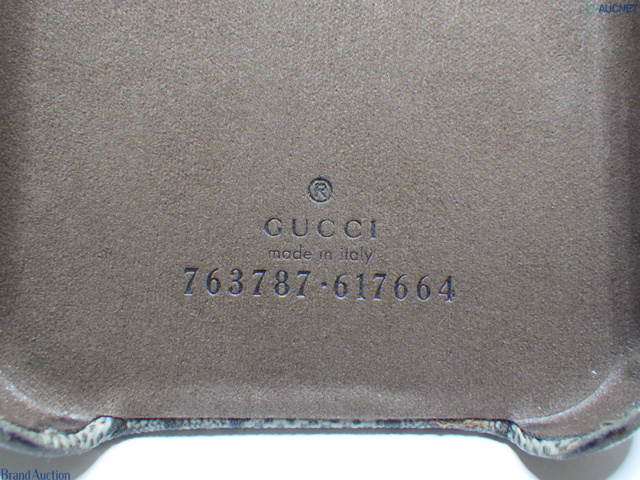 AUCNET
®
GUCCI
made in italy
763787·617664
Brand Auction